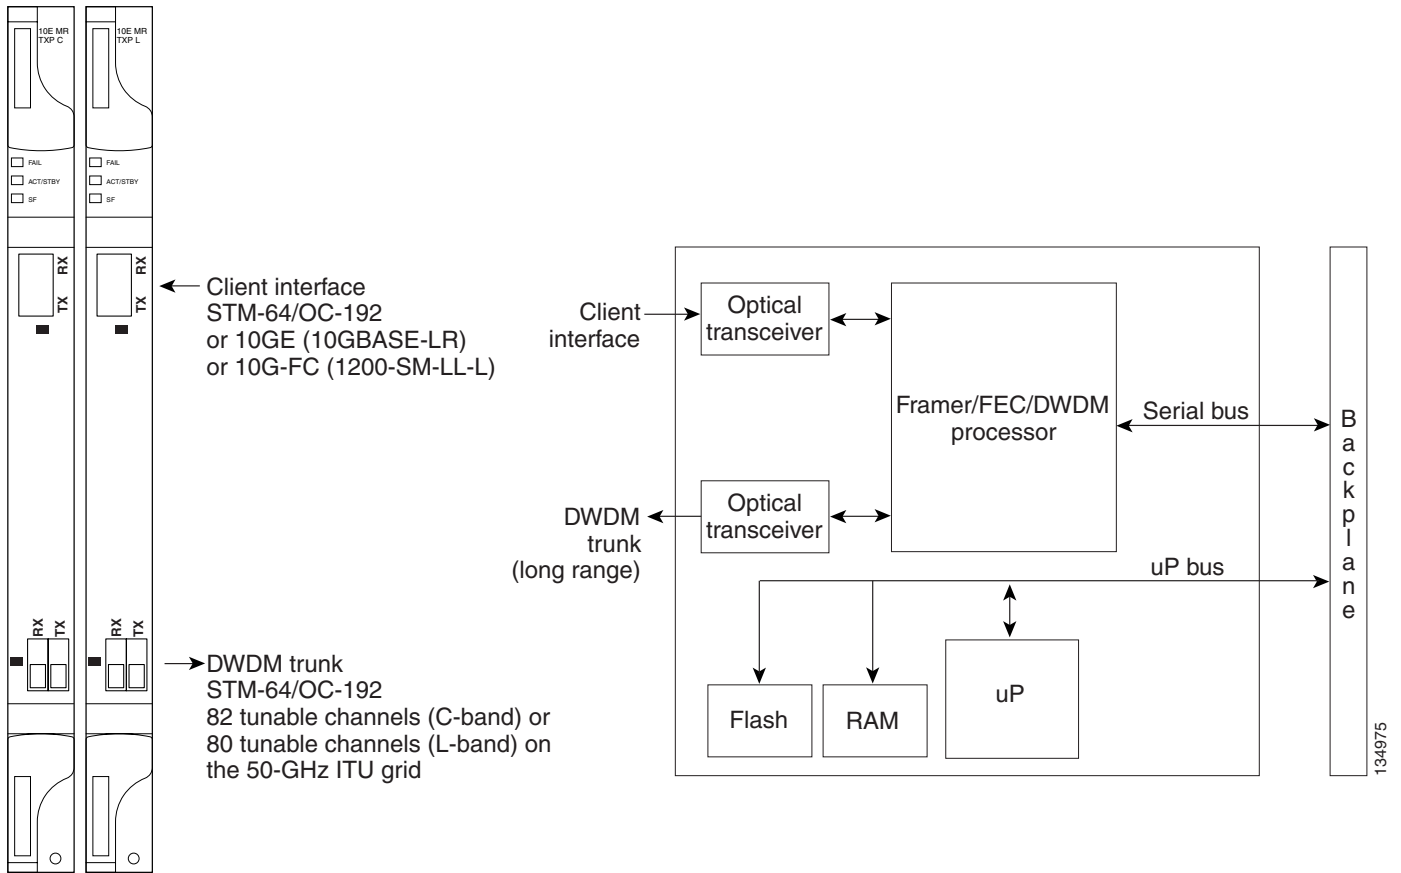 10E MR
TXP C
10E MR
TXP L
FAIL
ACT/STBY
SF
FAIL
ACT/STBY
SF
RX
TX
RX
TX
Client interface
STM-64/OC-192
or 10GE (10GBASE-LR)
or 10G-FC (1200-SM-LL-L)
RX
TX
RX
TX
DWDM trunk
STM-64/OC-192
82 tunable channels (C-band) or
80 tunable channels (L-band) on
the 50-GHz ITU grid
Client
interface
Optical
transceiver
Framer/FEC/DWDM
processor
Serial bus
DWDM
trunk
(long range)
Optical
transceiver
uP bus
Flash
RAM
uP
Backplane
134975